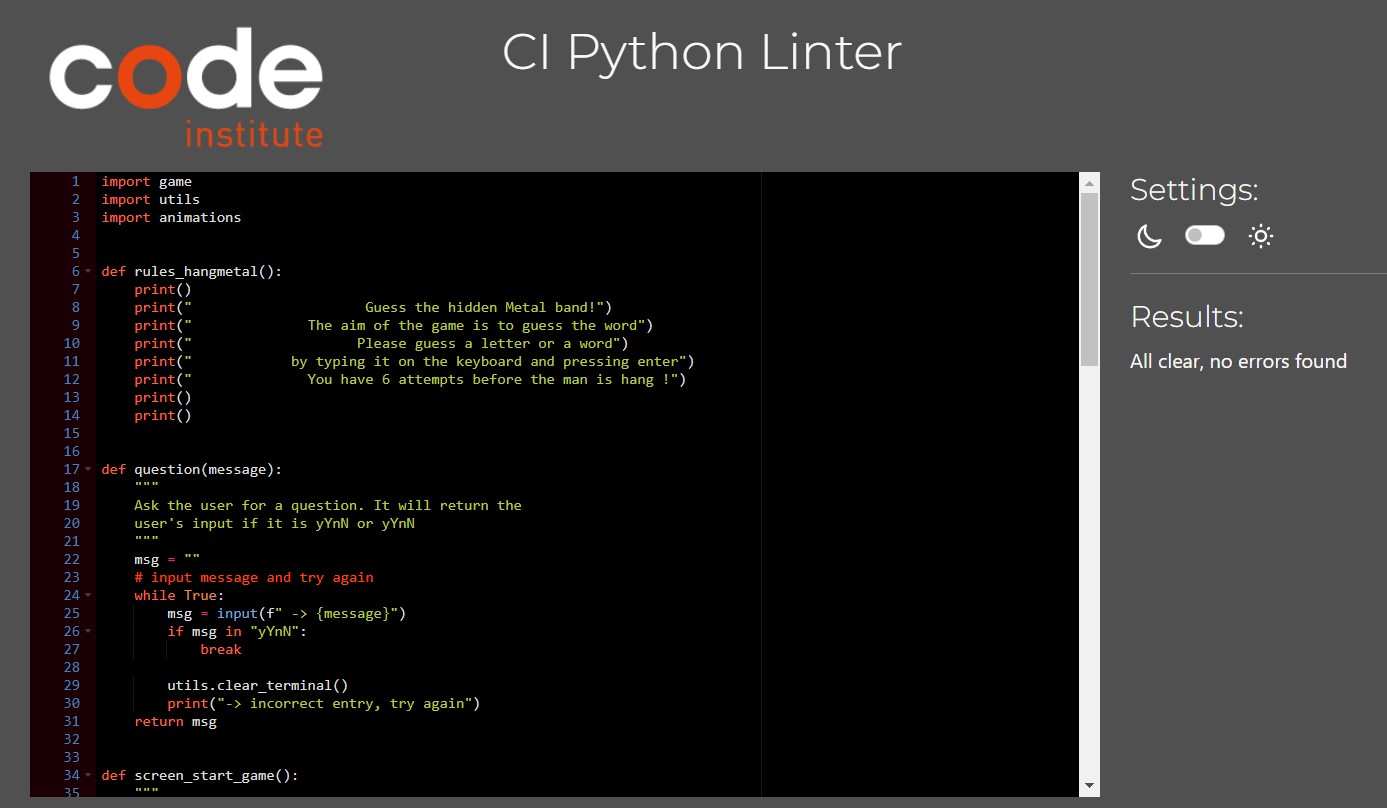 code
institute
CI Python Linter
1 import game
2 import utils
3 import animations
4
5
6 def rules_hangmetal():
7     print()
8     print("                     Guess the hidden Metal band!")
9     print("              The aim of the game is to guess the word")
10     print("                    Please guess a letter or a word")
11     print("            by typing it on the keyboard and pressing enter")
12     print("              You have 6 attempts before the man is hang !")
13     print()
14     print()
15
16
17 def question(message):
18     """
19     Ask the user for a question. It will return the
20     user's input if it is yYnN or yYnN
21     """
22     msg = ""
23     # input message and try again
24     while True:
25         msg = input(f" -> {message}")
26         if msg in "yYnN":
27             break
28
29         utils.clear_terminal()
30         print("-> incorrect entry, try again")
31     return msg
32
33
34 def screen_start_game():
35     """
Settings:
Results:
All clear, no errors found